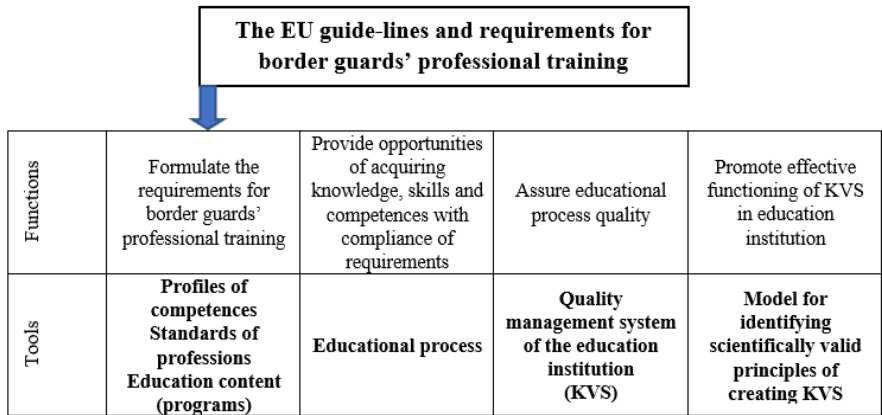 The EU guide-lines and requirements for
border guards’ professional training
Functions
Formulate the
requirements for
border guards’
professional training
Provide opportunities
of acquiring
knowledge, skills and
competences with
compliance of
requirements
Assure educational
process quality
Promote effective
functioning of KVS
in education
institution
Tools
Profiles of
competences
Standards of
professions
Education content
(programs)
Educational process
Quality
management system
of the education
institution
(KVS)
Model for
identifying
scientifically valid
principles of
creating KVS